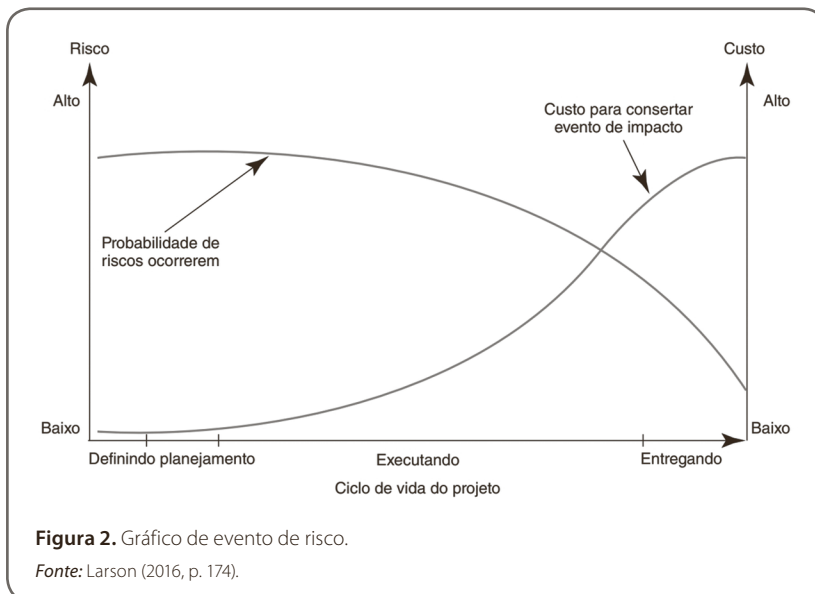 Risco
Custo
Alto
Alto
Custo para consertar
evento de impacto
Probabilidade de
riscos ocorrerem
Baixo
Baixo
Definindo planejamento
Executando
Entregando
Ciclo de vida do projeto
Figura 2. Gráfico de evento de risco.
Fonte: Larson (2016, p. 174).